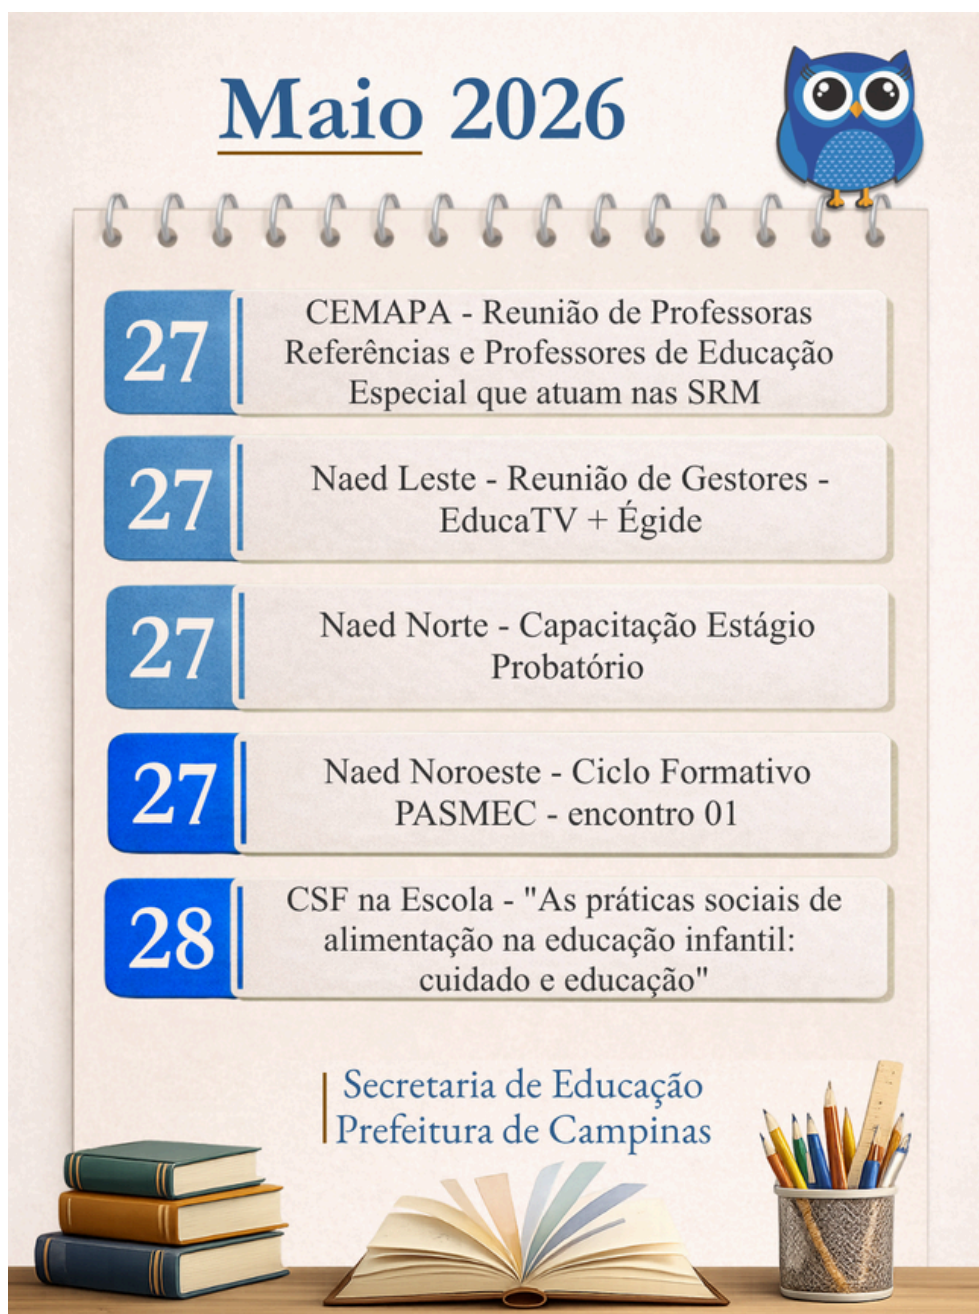 Maio 2026
27
CEMAPA - Reunião de Professoras
Referências e Professores de Educação
Especial que atuam nas SRM
27
Naed Leste - Reunião de Gestores -
EducaTV + Égide
27
Naed Norte - Capacitação Estágio
Probatório
27
Naed Noroeste - Ciclo Formativo
PASMEC - encontro 01
28
CSF na Escola - "As práticas sociais de
alimentação na educação infantil:
cuidado e educação"
Secretaria de Educação
Prefeitura de Campinas